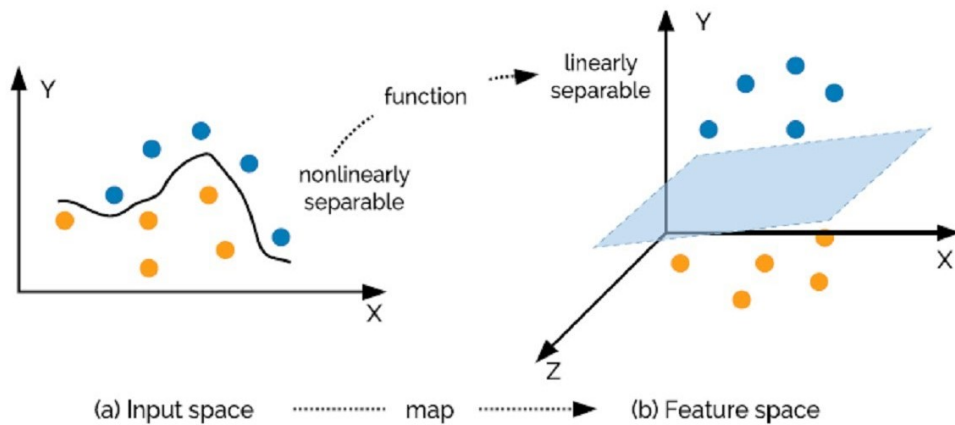 Y
X
nonlinearly
separable
function
linearly
separable
Y
X
Z
(a) Input space
map
(b) Feature space